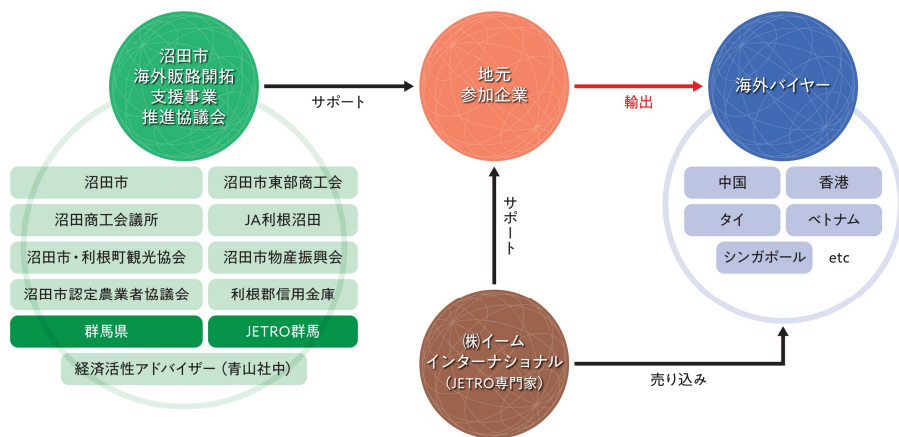 沼田市
海外販路開拓
支援事業
推進協議会
サポート
地元
参加企業
輸出
海外バイヤー
沼田市
沼田市東部商工会
沼田商工会議所
JA利根沼田
沼田市・利根町観光協会
沼田市物産振興会
沼田市認定農業者協議会
利根郡信用金庫
群馬県
JETRO群馬
経済活性アドバイザー（青山社中）
サポート
中国
香港
タイ
ベトナム
シンガポール
etc
㈱イーム
インターナショナル
（JETRO専門家）
売り込み